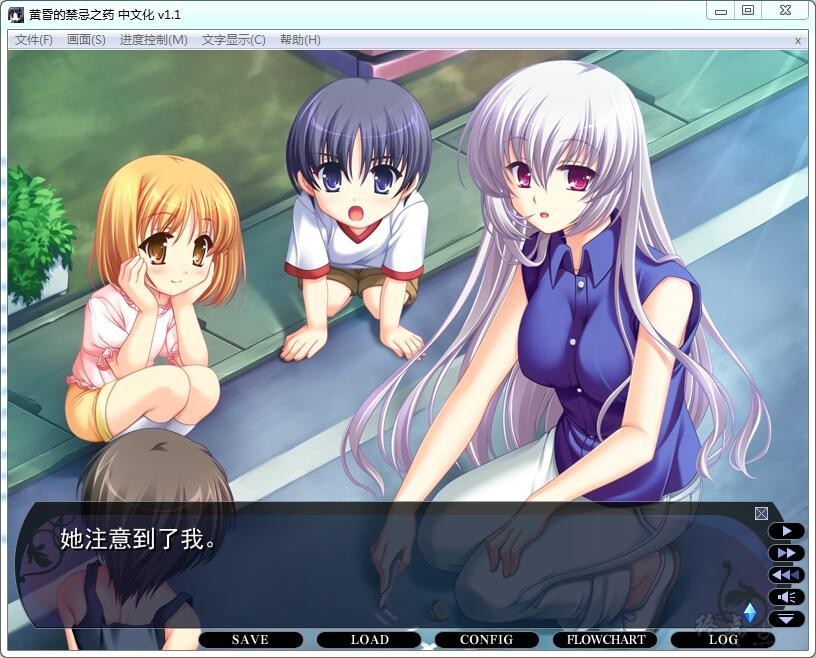 黄昏的禁忌之药 中文化 v1.1
文件(F) 画面(S) 进度控制(M) 文字显示(C) 帮助(H) x
她注意到了我。
SAVE LOAD CONFIG FLOWCHART LOG